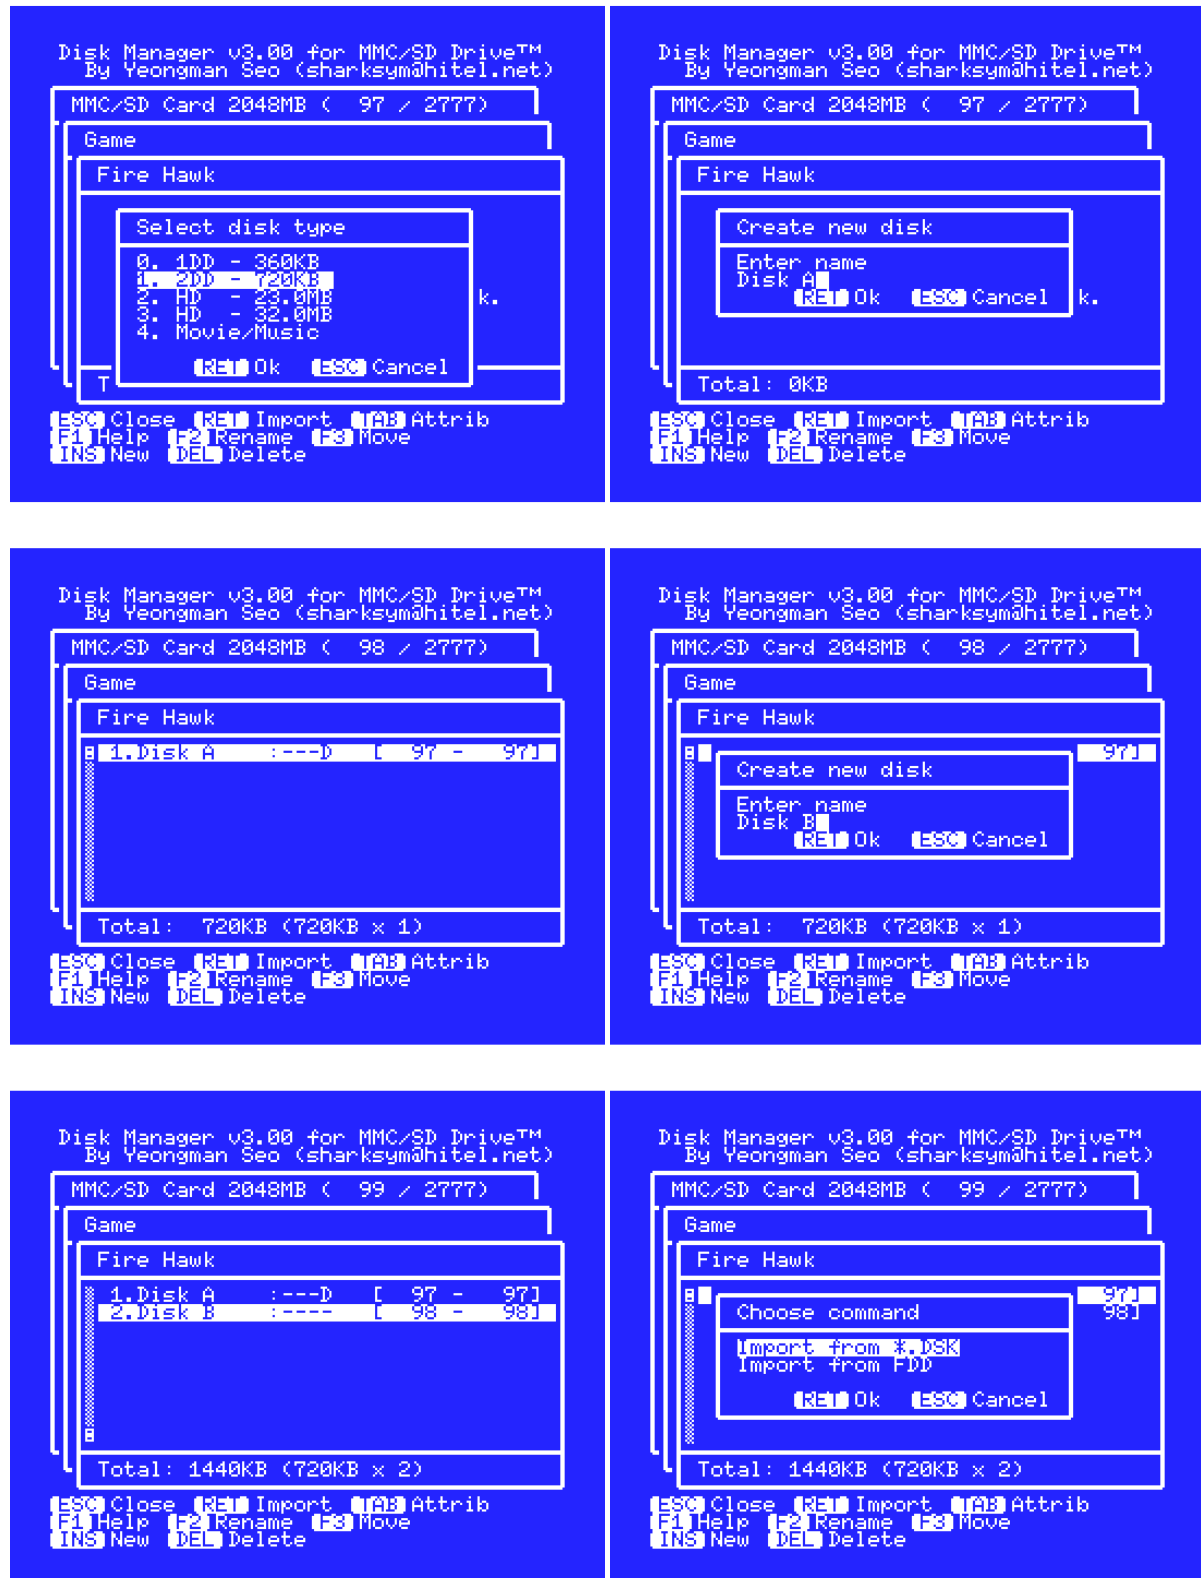 Disk Manager v3.00 for MMC/SD Drive™
By Yeongman Seo (sharksym@hitel.net)
MMC/SD Card 2048MB (  97 / 2777)
Game
Fire Hawk
Select disk type
0. 1DD - 360KB
1. 2DD - 720KB
2. HD  - 23.0MB
k.
3. HD  - 32.0MB
4. Movie/Music
RET Ok  ESC Cancel
T
ESC Close RET Import TAB Attrib
F1 Help F2 Rename F3 Move
INS New DEL Delete
Disk Manager v3.00 for MMC/SD Drive™
By Yeongman Seo (sharksym@hitel.net)
MMC/SD Card 2048MB (  97 / 2777)
Game
Fire Hawk
Create new disk
Enter name
Disk A
RET Ok  ESC Cancel
k.
Total: 0KB
ESC Close RET Import TAB Attrib
F1 Help F2 Rename F3 Move
INS New DEL Delete
Disk Manager v3.00 for MMC/SD Drive™
By Yeongman Seo (sharksym@hitel.net)
MMC/SD Card 2048MB (  98 / 2777)
Game
Fire Hawk
1.Disk A    :---D   [  97 -   97]
Total:  720KB (720KB x 1)
ESC Close RET Import TAB Attrib
F1 Help F2 Rename F3 Move
INS New DEL Delete
Disk Manager v3.00 for MMC/SD Drive™
By Yeongman Seo (sharksym@hitel.net)
MMC/SD Card 2048MB (  98 / 2777)
Game
Fire Hawk
97]
Create new disk
Enter name
Disk B
RET Ok  ESC Cancel
Total:  720KB (720KB x 1)
ESC Close RET Import TAB Attrib
F1 Help F2 Rename F3 Move
INS New DEL Delete
Disk Manager v3.00 for MMC/SD Drive™
By Yeongman Seo (sharksym@hitel.net)
MMC/SD Card 2048MB (  99 / 2777)
Game
Fire Hawk
1.Disk A    :---D   [  97 -   97]
2.Disk B    :----   [  98 -   98]
Total: 1440KB (720KB x 2)
ESC Close RET Import TAB Attrib
F1 Help F2 Rename F3 Move
INS New DEL Delete
Disk Manager v3.00 for MMC/SD Drive™
By Yeongman Seo (sharksym@hitel.net)
MMC/SD Card 2048MB (  99 / 2777)
Game
Fire Hawk
97]
Choose command
98]
Import from *.DSK
Import from FDD
RET Ok  ESC Cancel
Total: 1440KB (720KB x 2)
ESC Close RET Import TAB Attrib
F1 Help F2 Rename F3 Move
INS New DEL Delete